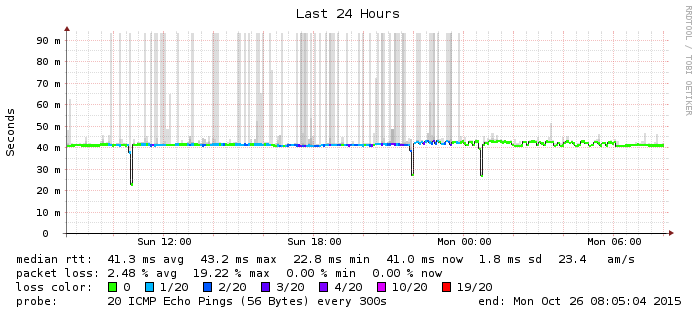 Last 24 Hours
RRDTOOL / TOBI OETIKER
Seconds
90 m
80 m
70 m
60 m
50 m
40 m
30 m
20 m
10 m
0
Sun 12:00 Sun 18:00 Mon 00:00 Mon 06:00
median rtt: 41.3 ms avg 43.2 ms max 22.8 ms min 41.0 ms now 1.8 ms sd 23.4 am/s
packet loss: 2.48 % avg 19.22 % max 0.00 % min 0.00 % now
loss color: 0 1/20 2/20 3/20 4/20 10/20 19/20
probe: 20 ICMP Echo Pings (56 Bytes) every 300s end: Mon Oct 26 08:05:04 2015